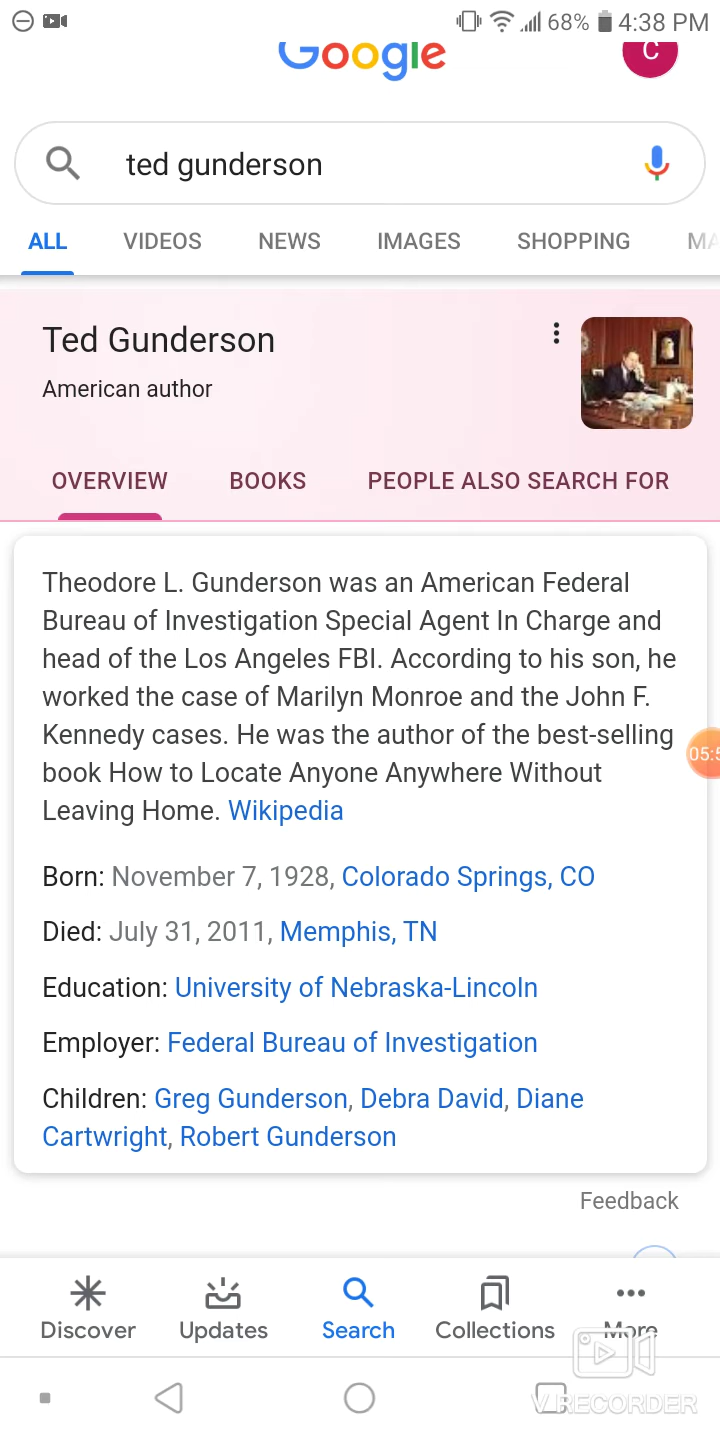 68% 4:38 PM
Google
C
ted gunderson
ALL VIDEOS NEWS IMAGES SHOPPING MA
Ted Gunderson
American author
OVERVIEW BOOKS PEOPLE ALSO SEARCH FOR
Theodore L. Gunderson was an American Federal
Bureau of Investigation Special Agent In Charge and
head of the Los Angeles FBI. According to his son, he
worked the case of Marilyn Monroe and the John F.
Kennedy cases. He was the author of the best-selling
book How to Locate Anyone Anywhere Without
Leaving Home. Wikipedia
05:5
Born: November 7, 1928, Colorado Springs, CO
Died: July 31, 2011, Memphis, TN
Education: University of Nebraska-Lincoln
Employer: Federal Bureau of Investigation
Children: Greg Gunderson, Debra David, Diane
Cartwright, Robert Gunderson
Feedback
Discover Updates Search Collections More
V RECORDER